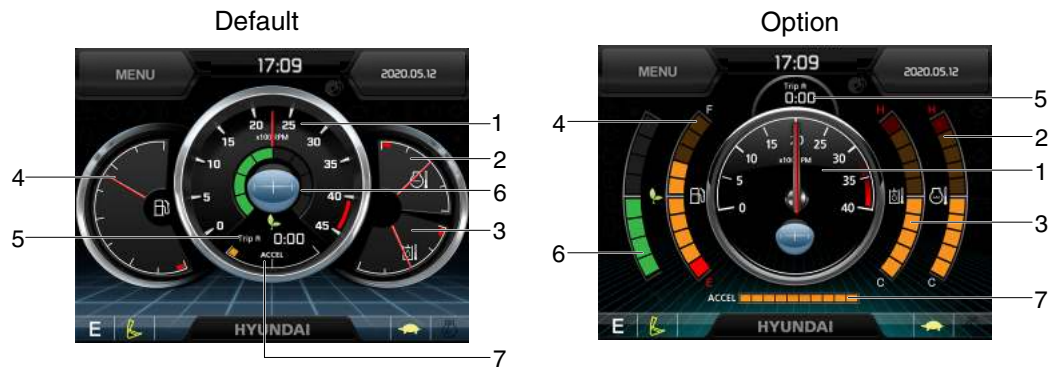 Default
MENU
17:09
2020.05.12
0
5
10
15
20
25
30
35
40
45
x100 RPM
Trip A 0:00
ACCEL
E
HYUNDAI
1
2
3
4
5
6
7
Option
MENU
17:09
2020.05.12
Trip A
0:00
F
E
H
C
H
C
0
5
10
15
20
25
30
35
40
x100 RPM
ACCEL
E
HYUNDAI
1
2
3
4
5
6
7